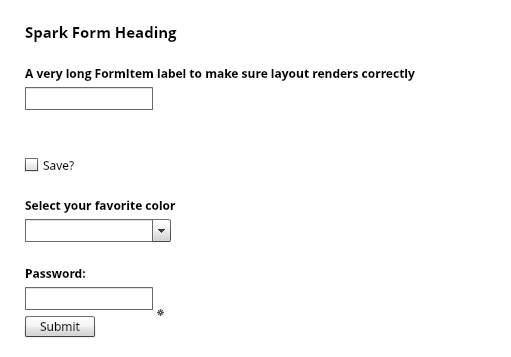 Spark Form Heading
A very long FormItem label to make sure layout renders correctly
Save?
Select your favorite color
Password:
Submit